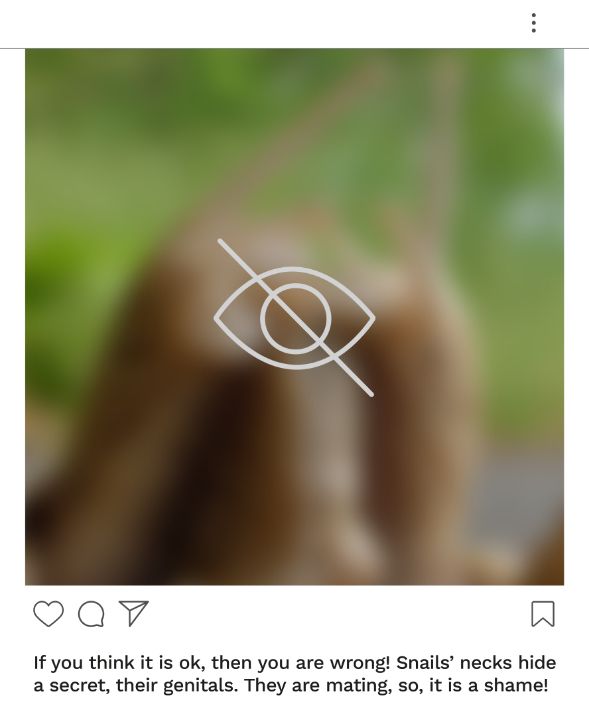 If you think it is ok, then you are wrong! Snails’ necks hide
a secret, their genitals. They are mating, so, it is a shame!